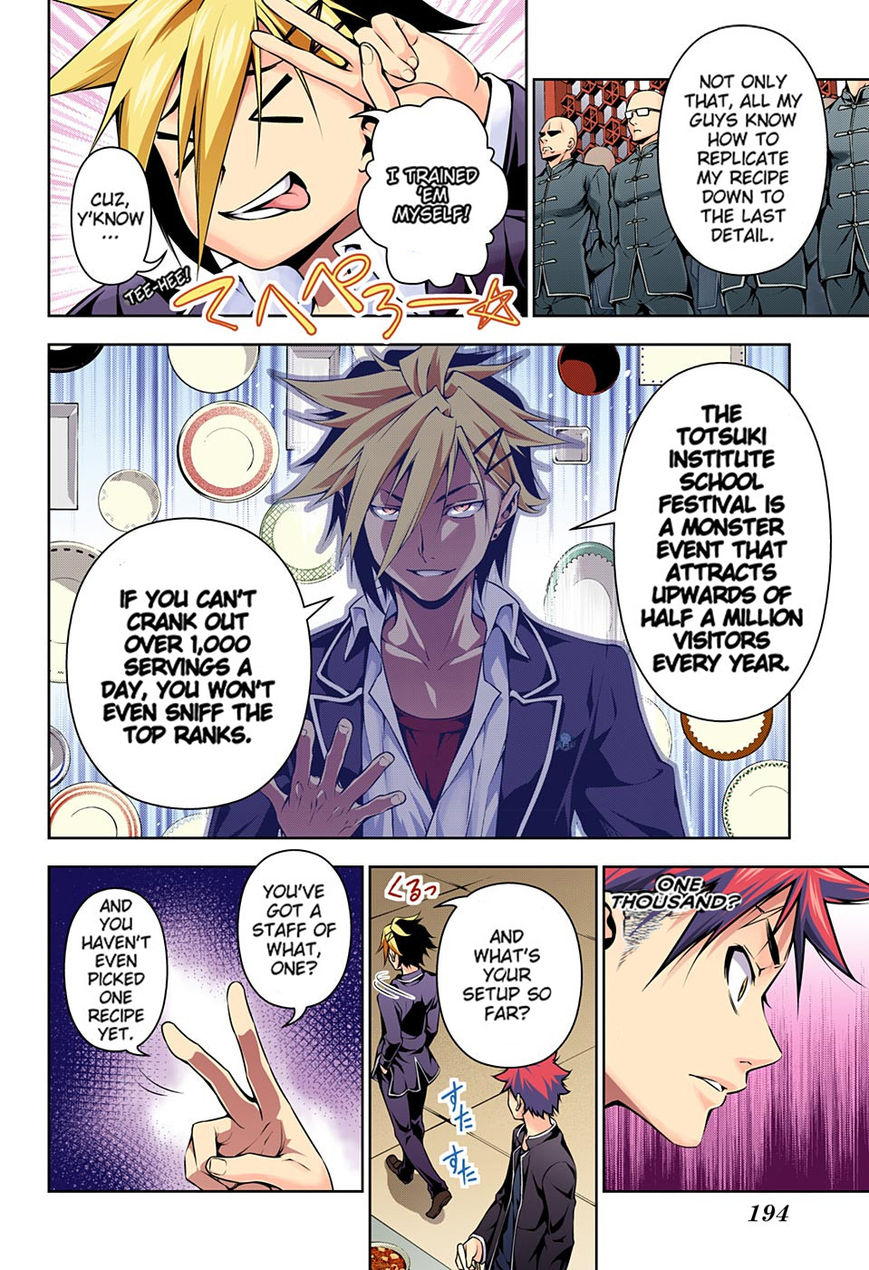 NOT ONLY
THAT, ALL MY
GUYS KNOW
HOW TO
REPLICATE
MY RECIPE
DOWN TO
THE LAST
DETAIL.
I TRAINED
'EM
MYSELF!
CUZ,
Y'KNOW
...
TEE-HEE!
てへぺろー☆
THE
TOTSUKI
INSTITUTE
SCHOOL
FESTIVAL IS
A MONSTER
EVENT THAT
ATTRACTS
UPWARDS OF
HALF A MILLION
VISITORS
EVERY YEAR.
IF YOU CAN'T
CRANK OUT
OVER 1,000
SERVINGS A
DAY, YOU WON'T
EVEN SNIFF THE
TOP RANKS.
ONE
THOUSAND?
くるっ
AND
WHAT'S
YOUR
SETUP SO
FAR?
すた
すた
YOU'VE
GOT A
STAFF OF
WHAT,
ONE?
AND
YOU
HAVEN'T
EVEN
PICKED
ONE
RECIPE
YET.
194